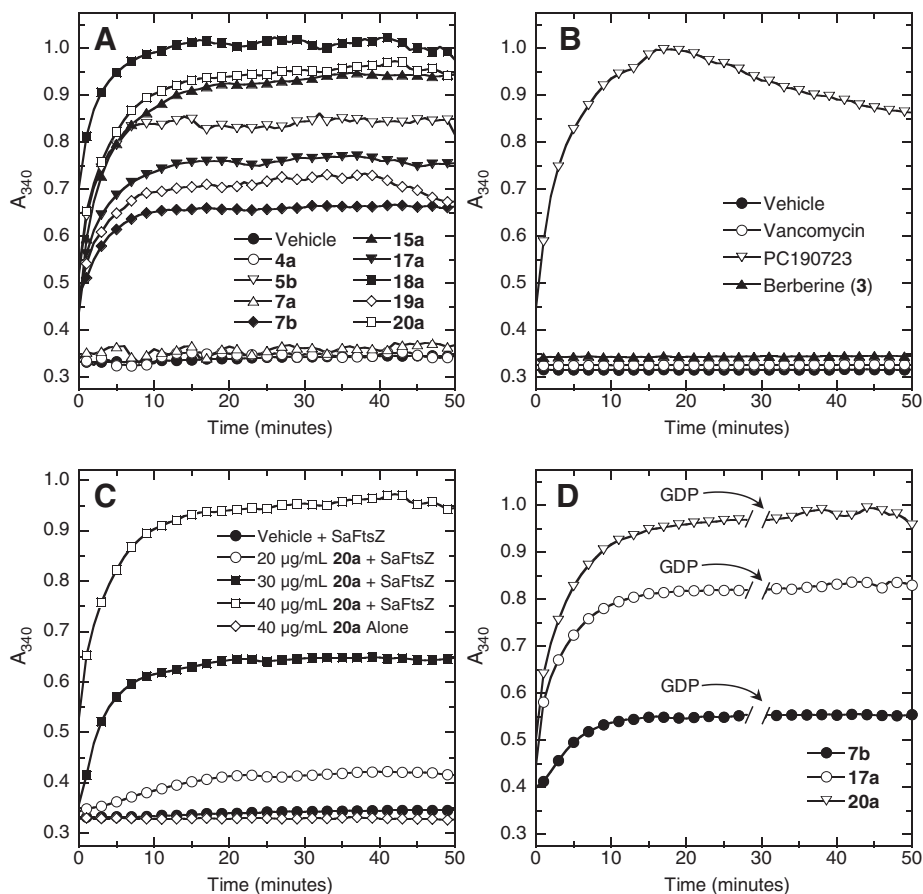 A
1.0
0.9
0.8
0.7
0.6
0.5
0.4
0.3
A340
Vehicle
4a
5b
7a
7b
15a
17a
18a
19a
20a
0 10 20 30 40 50
Time (minutes)
B
1.0
0.9
0.8
0.7
0.6
0.5
0.4
0.3
A340
Vehicle
Vancomycin
PC190723
Berberine (3)
0 10 20 30 40 50
Time (minutes)
C
1.0
0.9
0.8
0.7
0.6
0.5
0.4
0.3
A340
Vehicle + SaFtsZ
20 µg/mL 20a + SaFtsZ
30 µg/mL 20a + SaFtsZ
40 µg/mL 20a + SaFtsZ
40 µg/mL 20a Alone
0 10 20 30 40 50
Time (minutes)
D
1.0
0.9
0.8
0.7
0.6
0.5
0.4
0.3
A340
GDP
GDP
GDP
7b
17a
20a
0 10 20 30 40 50
Time (minutes)